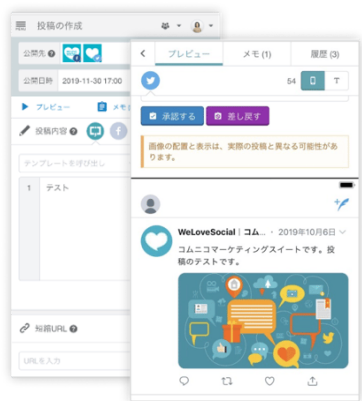 投稿の作成
公開先
公開日時 2019-11-30 17:00
プレビュー
メモ
投稿内容
テンプレートを呼び出し
1 テスト
短縮URL
URLを入力
プレビュー メモ (1) 履歴 (3)
54
承認する 差し戻す
画像の配置と表示は、実際の投稿と異なる可能性があ
ります。
WeLoveSocial | コム... ・ 2019年10月6日
コムニコマーケティングスイートです。投
稿のテストです。